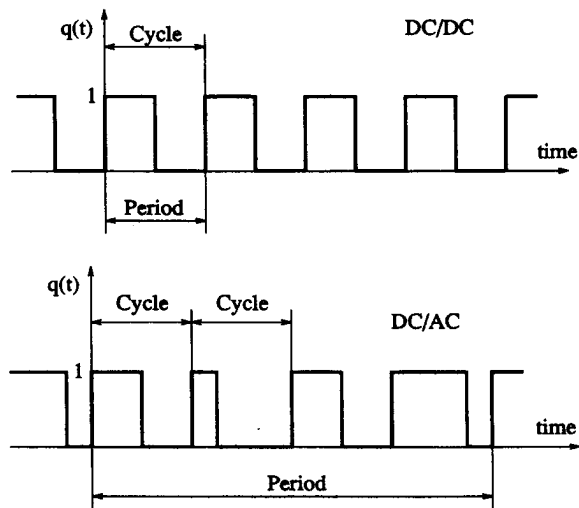 q(t)
Cycle
DC/DC
1
time
Period
q(t)
Cycle Cycle
DC/AC
1
time
Period